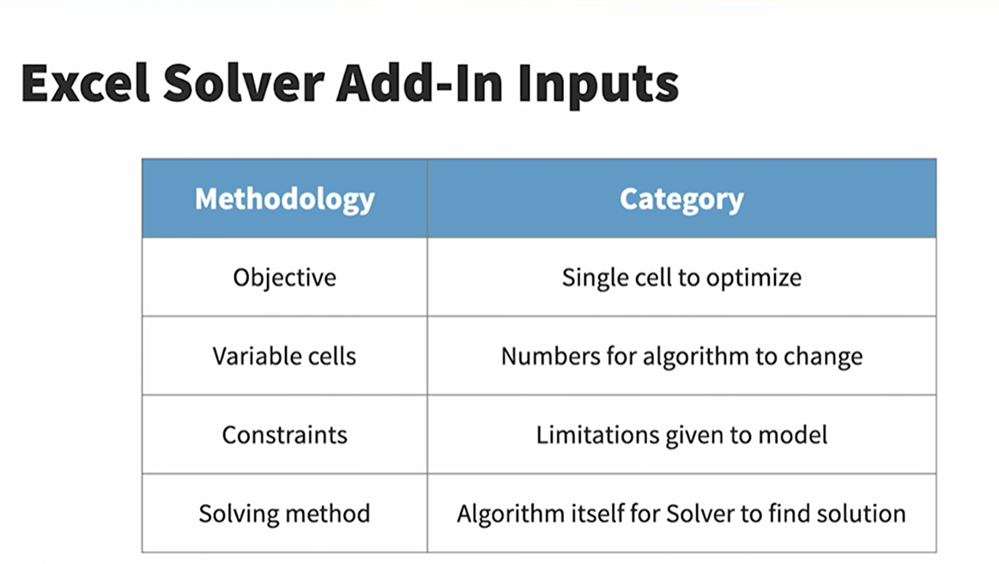 Excel Solver Add-In Inputs
Methodology Category
Objective Single cell to optimize
Variable cells Numbers for algorithm to change
Constraints Limitations given to model
Solving method Algorithm itself for Solver to find solution